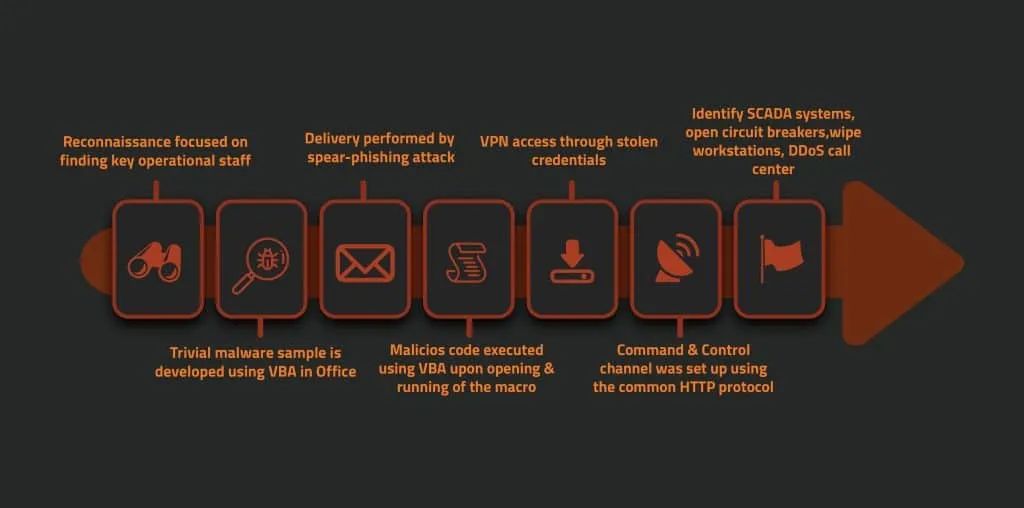 Reconnaissance focused on
finding key operational staff
Trivial malware sample is
developed using VBA in Office
Delivery performed by
spear-phishing attack
Malicios code executed
using VBA upon opening &
running of the macro
VPN access through stolen
credentials
Command & Control
channel was set up using
the common HTTP protocol
Identify SCADA systems,
open circuit breakers,wipe
workstations, DDoS call
center